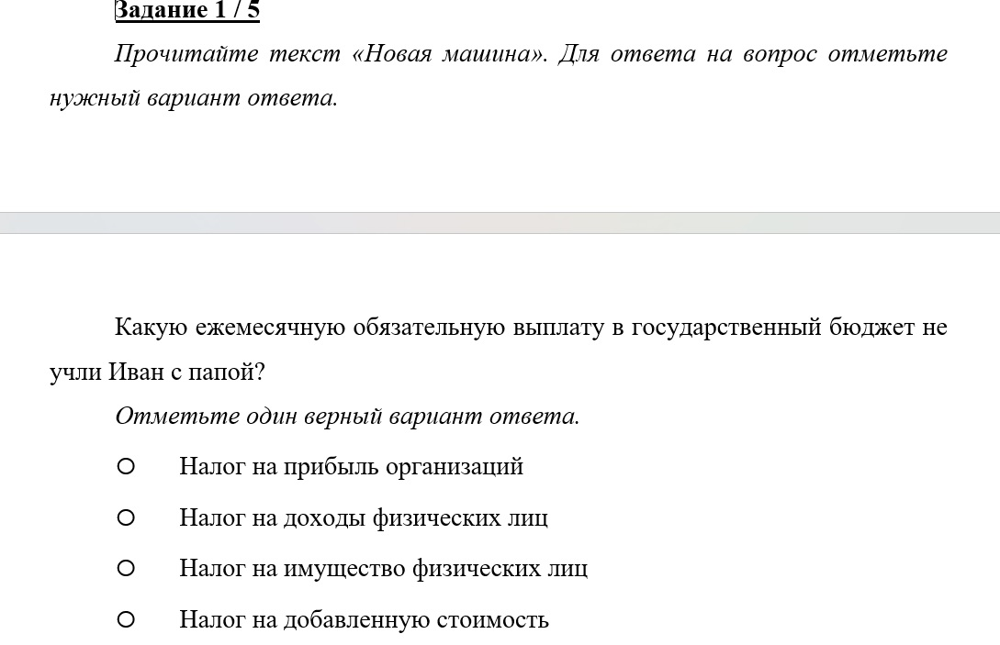 Задание 1 / 5
Прочитайте текст «Новая машина». Для ответа на вопрос отметьте
нужный вариант ответа.
Какую ежемесячную обязательную выплату в государственный бюджет не
учли Иван с папой?
Отметьте один верный вариант ответа.
Налог на прибыль организаций
Налог на доходы физических лиц
Налог на имущество физических лиц
Налог на добавленную стоимость